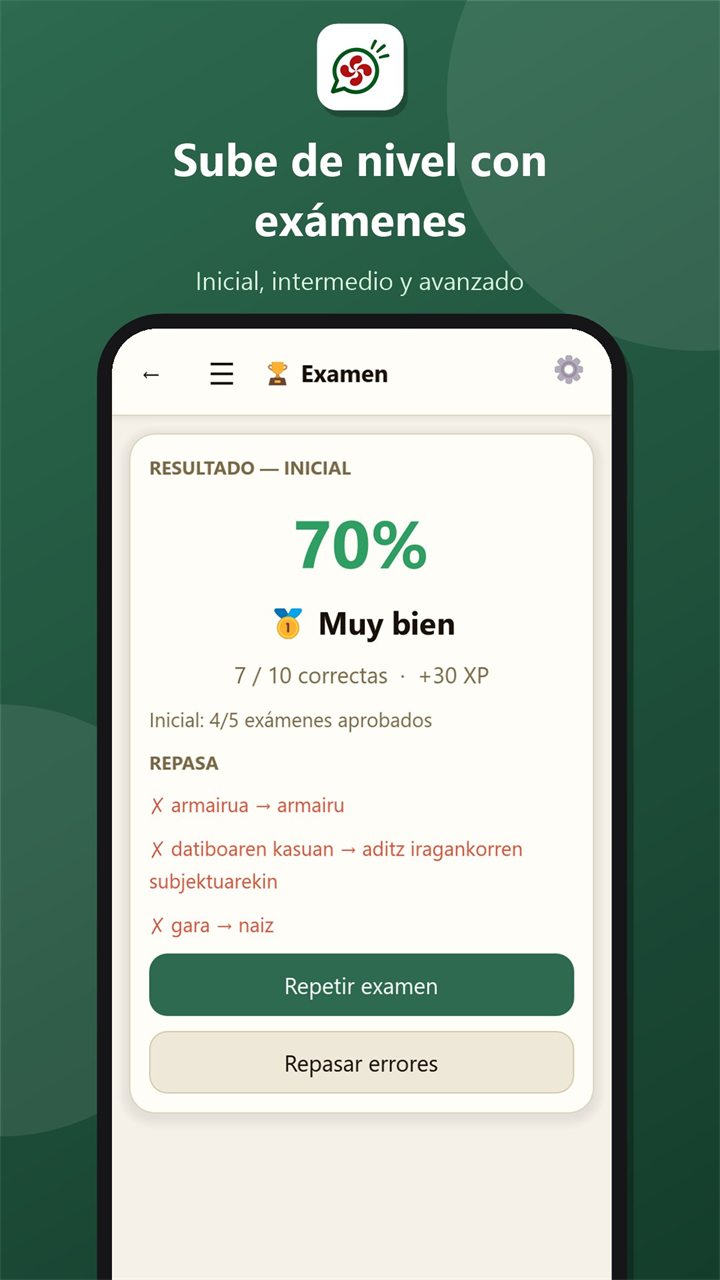 Sube de nivel con
exámenes
Inicial, intermedio y avanzado
← ☰ 🏆 Examen
RESULTADO — INICIAL
70%
🥇 Muy bien
7 / 10 correctas · +30 XP
Inicial: 4/5 exámenes aprobados
REPASA
✗ armairua → armairu
✗ datiboaren kasuan → aditz iragankorren
subjektuarekin
✗ gara → naiz
Repetir examen
Repasar errores